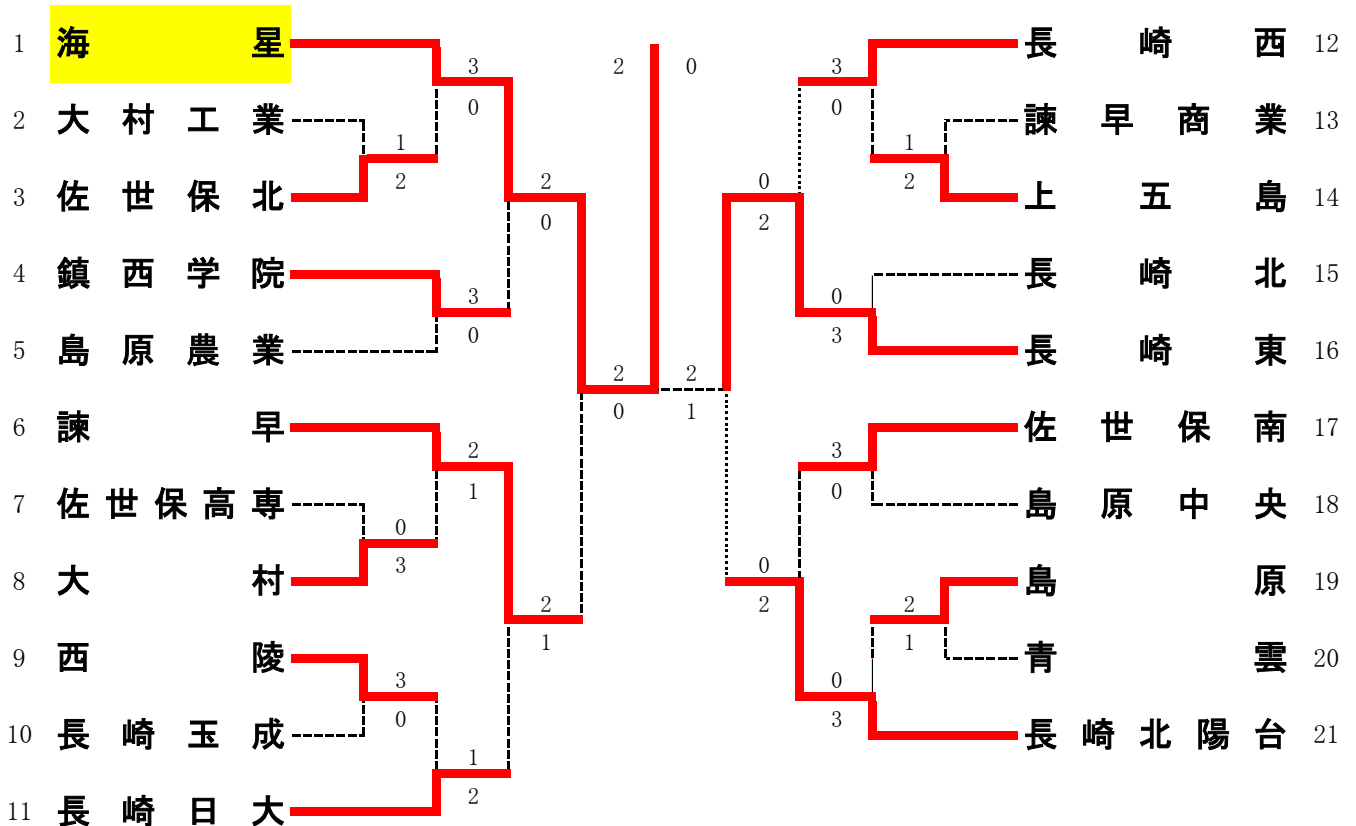 1 海星
2 大村工業
3 佐世保北
4 鎮西学院
5 島原農業
6 諫早
7 佐世保高専
8 大村
9 西陵
10 長崎玉成
11 長崎日大
3
0
1
2
3
0
2
1
0
3
3
0
1
2
2
0
2
1
2
0
2 0
2
1
0
2
0
2
3
0
1
2
0
3
3
0
2
1
0
3
長崎西 12
諫早商業 13
上五島 14
長崎北 15
長崎東 16
佐世保南 17
島原中央 18
島原 19
青雲 20
長崎北陽台 21